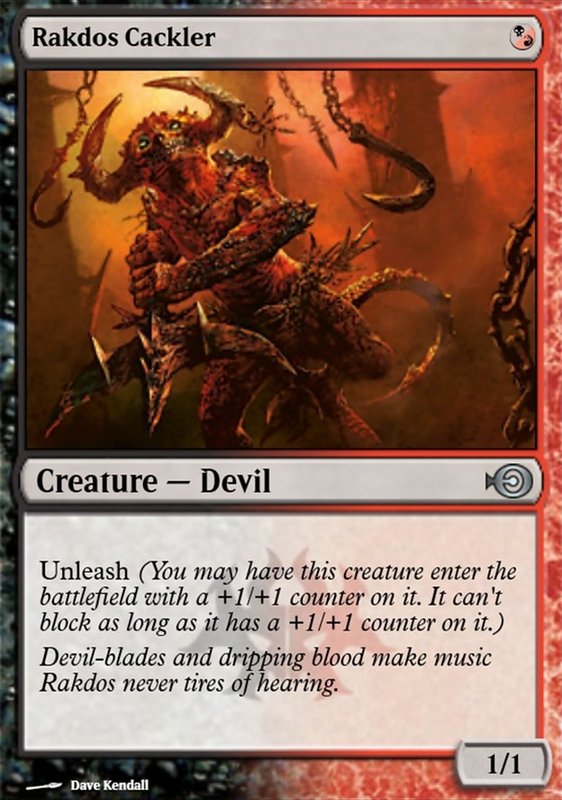 Rakdos Cackler
Creature — Devil
Unleash (You may have this creature enter the
battlefield with a +1/+1 counter on it. It can't
block as long as it has a +1/+1 counter on it.)
Devil-blades and dripping blood make music
Rakdos never tires of hearing.
1/1
Dave Kendall